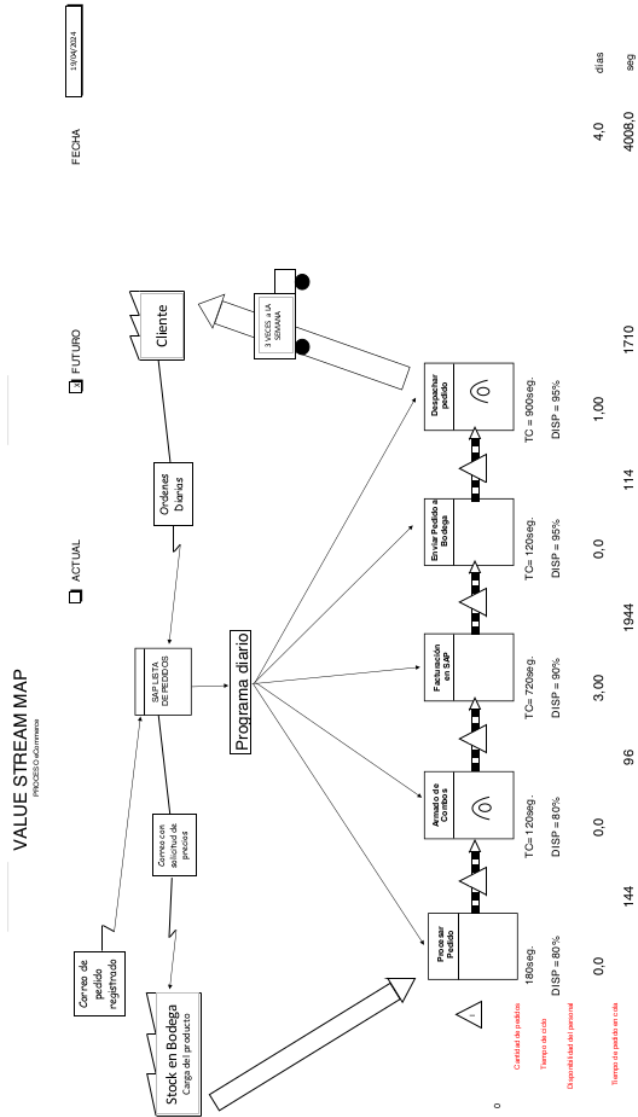 VALUE STREAM MAP
PROCESO eCommerce
ACTUAL
X FUTURO
FECHA
19/04/2024
Correo de
pedido
registrado
SAP LISTA
DE PEDIDOS
Ordenes
Diarias
Cliente
Stock en Bodega
Carga del producto
Correo con
solicitud de
precios
Programa diario
3 VECES a LA
SEMANA
Procesar
Pedido
Armado de
Combos
Facturación
en SAP
Enviar Pedido a
Bodega
Despachar
pedido
I
0
Cantidad de pedidos
Tiempo de ciclo
Disponibilidad del personal
Tiempo de pedido en cola
180seg.
TC= 120seg.
TC= 720seg.
TC= 120seg.
TC = 900seg.
DISP = 80%
DISP = 80%
DISP = 90%
DISP = 95%
DISP = 95%
0,0
0,0
3,00
0,0
1,00
4,0
días
144
96
1944
114
1710
4008,0
seg